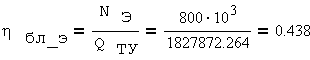 η бл_э = N Э / Q ТУ = 800·10³ / 1827872.264 = 0.438